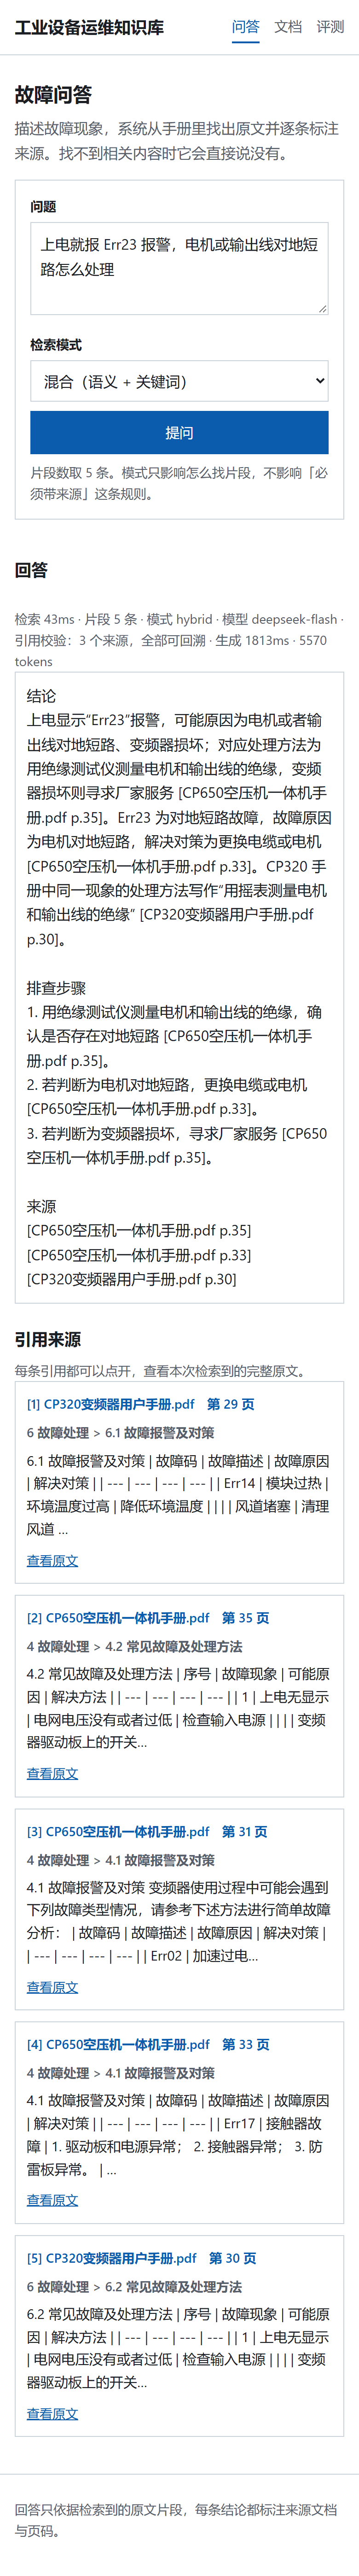 工业设备运维知识库
问答 文档 评测
故障问答
描述故障现象，系统从手册里找出原文并逐条标注
来源。找不到相关内容时它会直接说没有。
问题
上电就报 Err23 报警，电机或输出线对地短
路怎么处理
检索模式
混合（语义 + 关键词）
提问
片段数取 5 条。模式只影响怎么找片段，不影响「必
须带来源」这条规则。
回答
检索 43ms · 片段 5 条 · 模式 hybrid · 模型 deepseek-flash ·
引用校验：3 个来源，全部可回溯 · 生成 1813ms · 5570
tokens
结论
上电显示“Err23”报警，可能原因为电机或者输
出线对地短路、变频器损坏；对应处理方法为
用绝缘测试仪测量电机和输出线的绝缘，变频
器损坏则寻求厂家服务 [CP650空压机一体机手
册.pdf p.35]。Err23 为对地短路故障，故障原因
为电机对地短路，解决对策为更换电缆或电机
[CP650空压机一体机手册.pdf p.33]。CP320 手
册中同一现象的处理方法写作“用摇表测量电机
和输出线的绝缘” [CP320变频器用户手册.pdf
p.30]。
排查步骤
1. 用绝缘测试仪测量电机和输出线的绝缘，确
认是否存在对地短路 [CP650空压机一体机手
册.pdf p.35]。
2. 若判断为电机对地短路，更换电缆或电机
[CP650空压机一体机手册.pdf p.33]。
3. 若判断为变频器损坏，寻求厂家服务 [CP650
空压机一体机手册.pdf p.35]。
来源
[CP650空压机一体机手册.pdf p.35]
[CP650空压机一体机手册.pdf p.33]
[CP320变频器用户手册.pdf p.30]
引用来源
每条引用都可以点开，查看本次检索到的完整原文。
[1] CP320变频器用户手册.pdf 第 29 页
6 故障处理 > 6.1 故障报警及对策
6.1 故障报警及对策 | 故障码 | 故障描述 | 故障原因
| 解决对策 | | --- | --- | --- | --- | | Err14 | 模块过热 |
环境温度过高 | 降低环境温度 | | | | 风道堵塞 | 清理
风道 ...
查看原文
[2] CP650空压机一体机手册.pdf 第 35 页
4 故障处理 > 4.2 常见故障及处理方法
4.2 常见故障及处理方法 | 序号 | 故障现象 | 可能原
因 | 解决方法 | | --- | --- | --- | --- | | 1 | 上电无显示
| 电网电压没有或者过低 | 检查输入电源 | | | | 变频
器驱动板上的开关...
查看原文
[3] CP650空压机一体机手册.pdf 第 31 页
4 故障处理 > 4.1 故障报警及对策
4.1 故障报警及对策 变频器使用过程中可能会遇到
下列故障类型情况，请参考下述方法进行简单故障
分析： | 故障码 | 故障描述 | 故障原因 | 解决对策 |
| --- | --- | --- | --- | | Err02 | 加速过电...
查看原文
[4] CP650空压机一体机手册.pdf 第 33 页
4 故障处理 > 4.1 故障报警及对策
4.1 故障报警及对策 | 故障码 | 故障描述 | 故障原因
| 解决对策 | | --- | --- | --- | --- | | Err17 | 接触器故
障 | 1. 驱动板和电源异常； 2. 接触器异常； 3. 防
雷板异常。 | ...
查看原文
[5] CP320变频器用户手册.pdf 第 30 页
6 故障处理 > 6.2 常见故障及处理方法
6.2 常见故障及处理方法 | 序号 | 故障现象 | 可能原
因 | 解决方法 | | --- | --- | --- | --- | | 1 | 上电无显示
| 电网电压没有或者过低 | 检查输入电源 | | | | 变频
器驱动板上的开关...
查看原文
回答只依据检索到的原文片段，每条结论都标注来源文档
与页码。